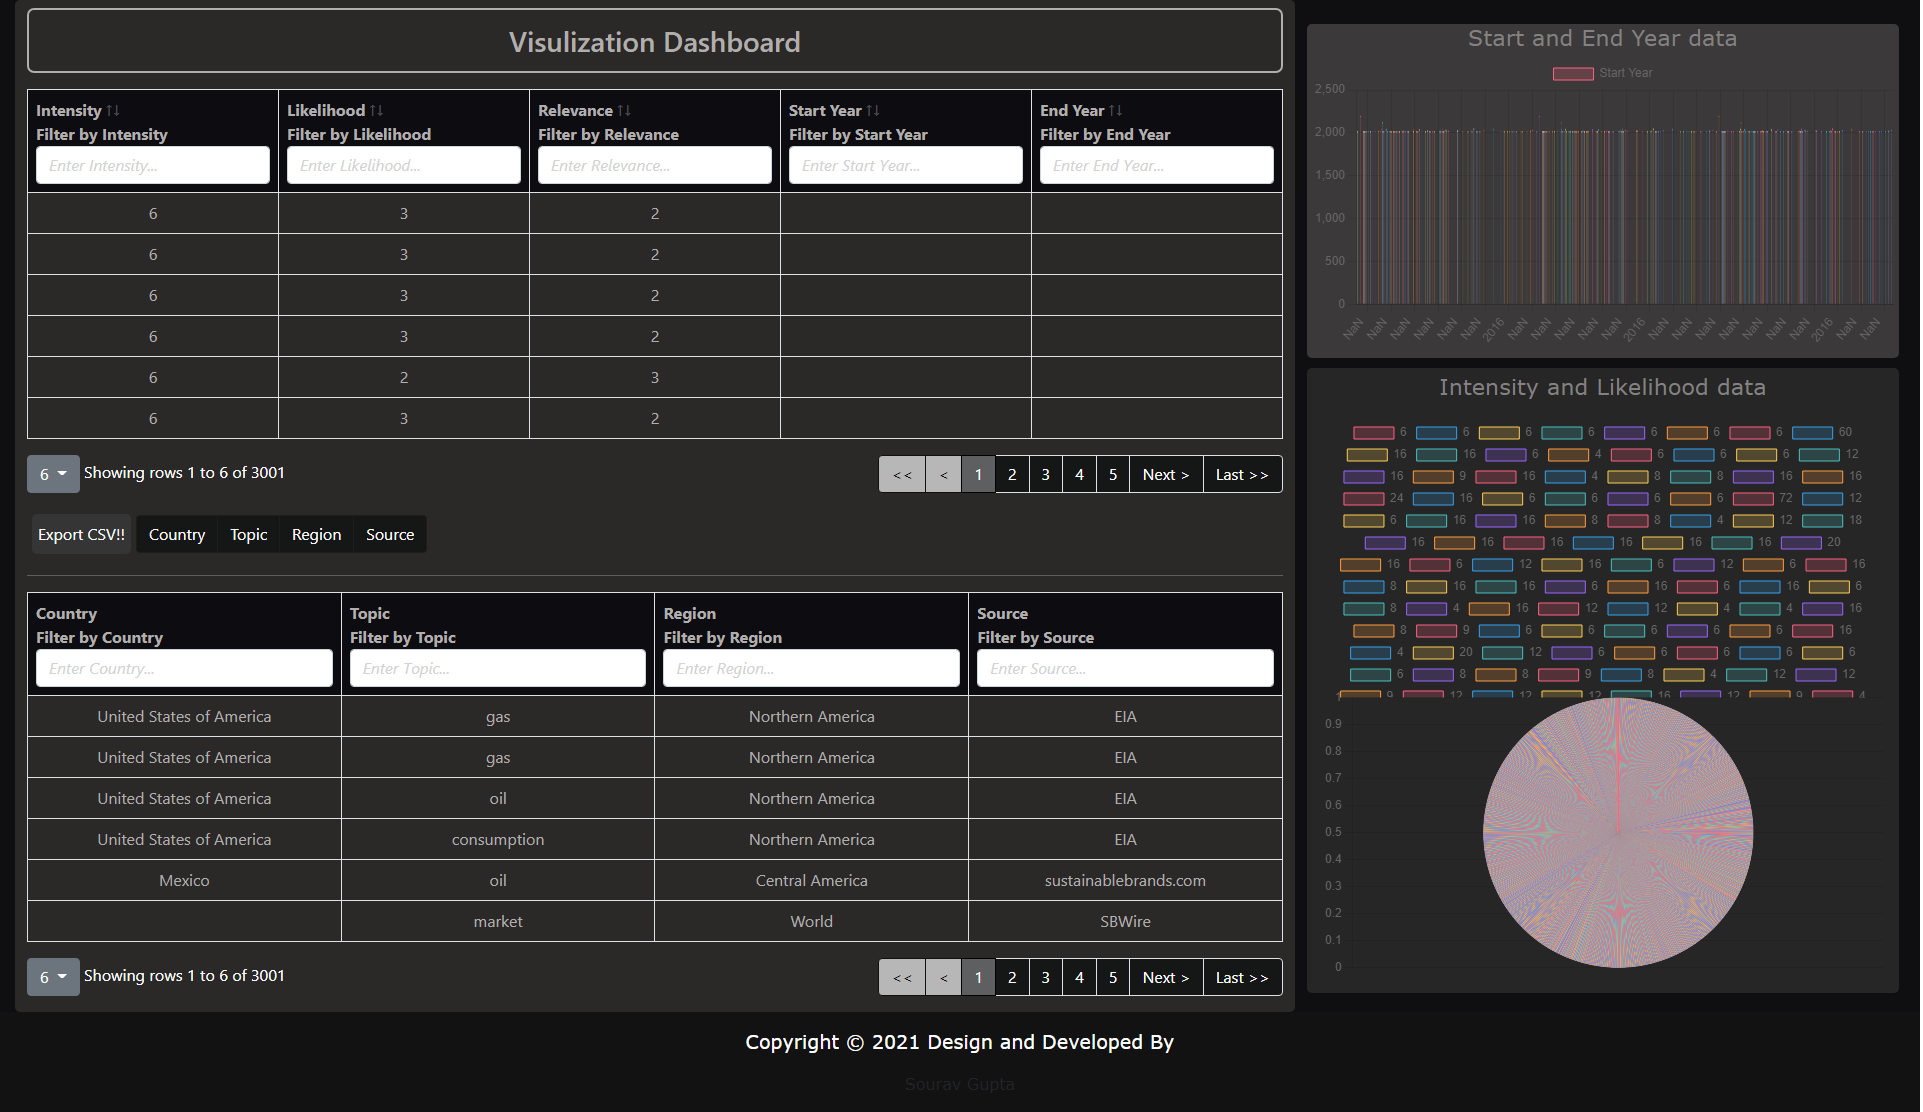 Visulization Dashboard
Intensity ↑↓ Likelihood ↑↓ Relevance ↑↓ Start Year ↑↓ End Year ↑↓
Filter by Intensity Filter by Likelihood Filter by Relevance Filter by Start Year Filter by End Year
Enter Intensity... Enter Likelihood... Enter Relevance... Enter Start Year... Enter End Year...
6 3 2
6 3 2
6 3 2
6 3 2
6 2 3
6 3 2
6 Showing rows 1 to 6 of 3001 << < 1 2 3 4 5 Next > Last >>
Export CSV!! Country Topic Region Source
Country Topic Region Source
Filter by Country Filter by Topic Filter by Region Filter by Source
Enter Country... Enter Topic... Enter Region... Enter Source...
United States of America gas Northern America EIA
United States of America gas Northern America EIA
United States of America oil Northern America EIA
United States of America consumption Northern America EIA
Mexico oil Central America sustainablebrands.com
market World SBWire
6 Showing rows 1 to 6 of 3001 << < 1 2 3 4 5 Next > Last >>
Start and End Year data
Start Year
2,500
2,000
1,500
1,000
500
0
NaN NaN NaN NaN NaN NaN 2016 NaN NaN NaN NaN NaN 2016 NaN NaN NaN NaN NaN NaN NaN 2016 NaN NaN
Intensity and Likelihood data
6 6 6 6 6 6 6 60
16 16 6 4 6 6 6 12
16 9 16 4 8 8 16 16
24 16 6 6 6 6 72 12
6 16 16 8 8 4 12 18
16 16 16 16 16 16 20
16 6 12 16 6 12 6 16
8 16 16 6 16 6 16 6
8 4 16 12 12 4 4 16
8 9 6 6 6 6 6 16
4 20 12 6 6 6 6 6
6 8 8 9 8 4 12 12
9 12 12 12 16 12 9 4
0.9
0.8
0.7
0.6
0.5
0.4
0.3
0.2
0.1
0
Copyright © 2021 Design and Developed By
Sourav Gupta